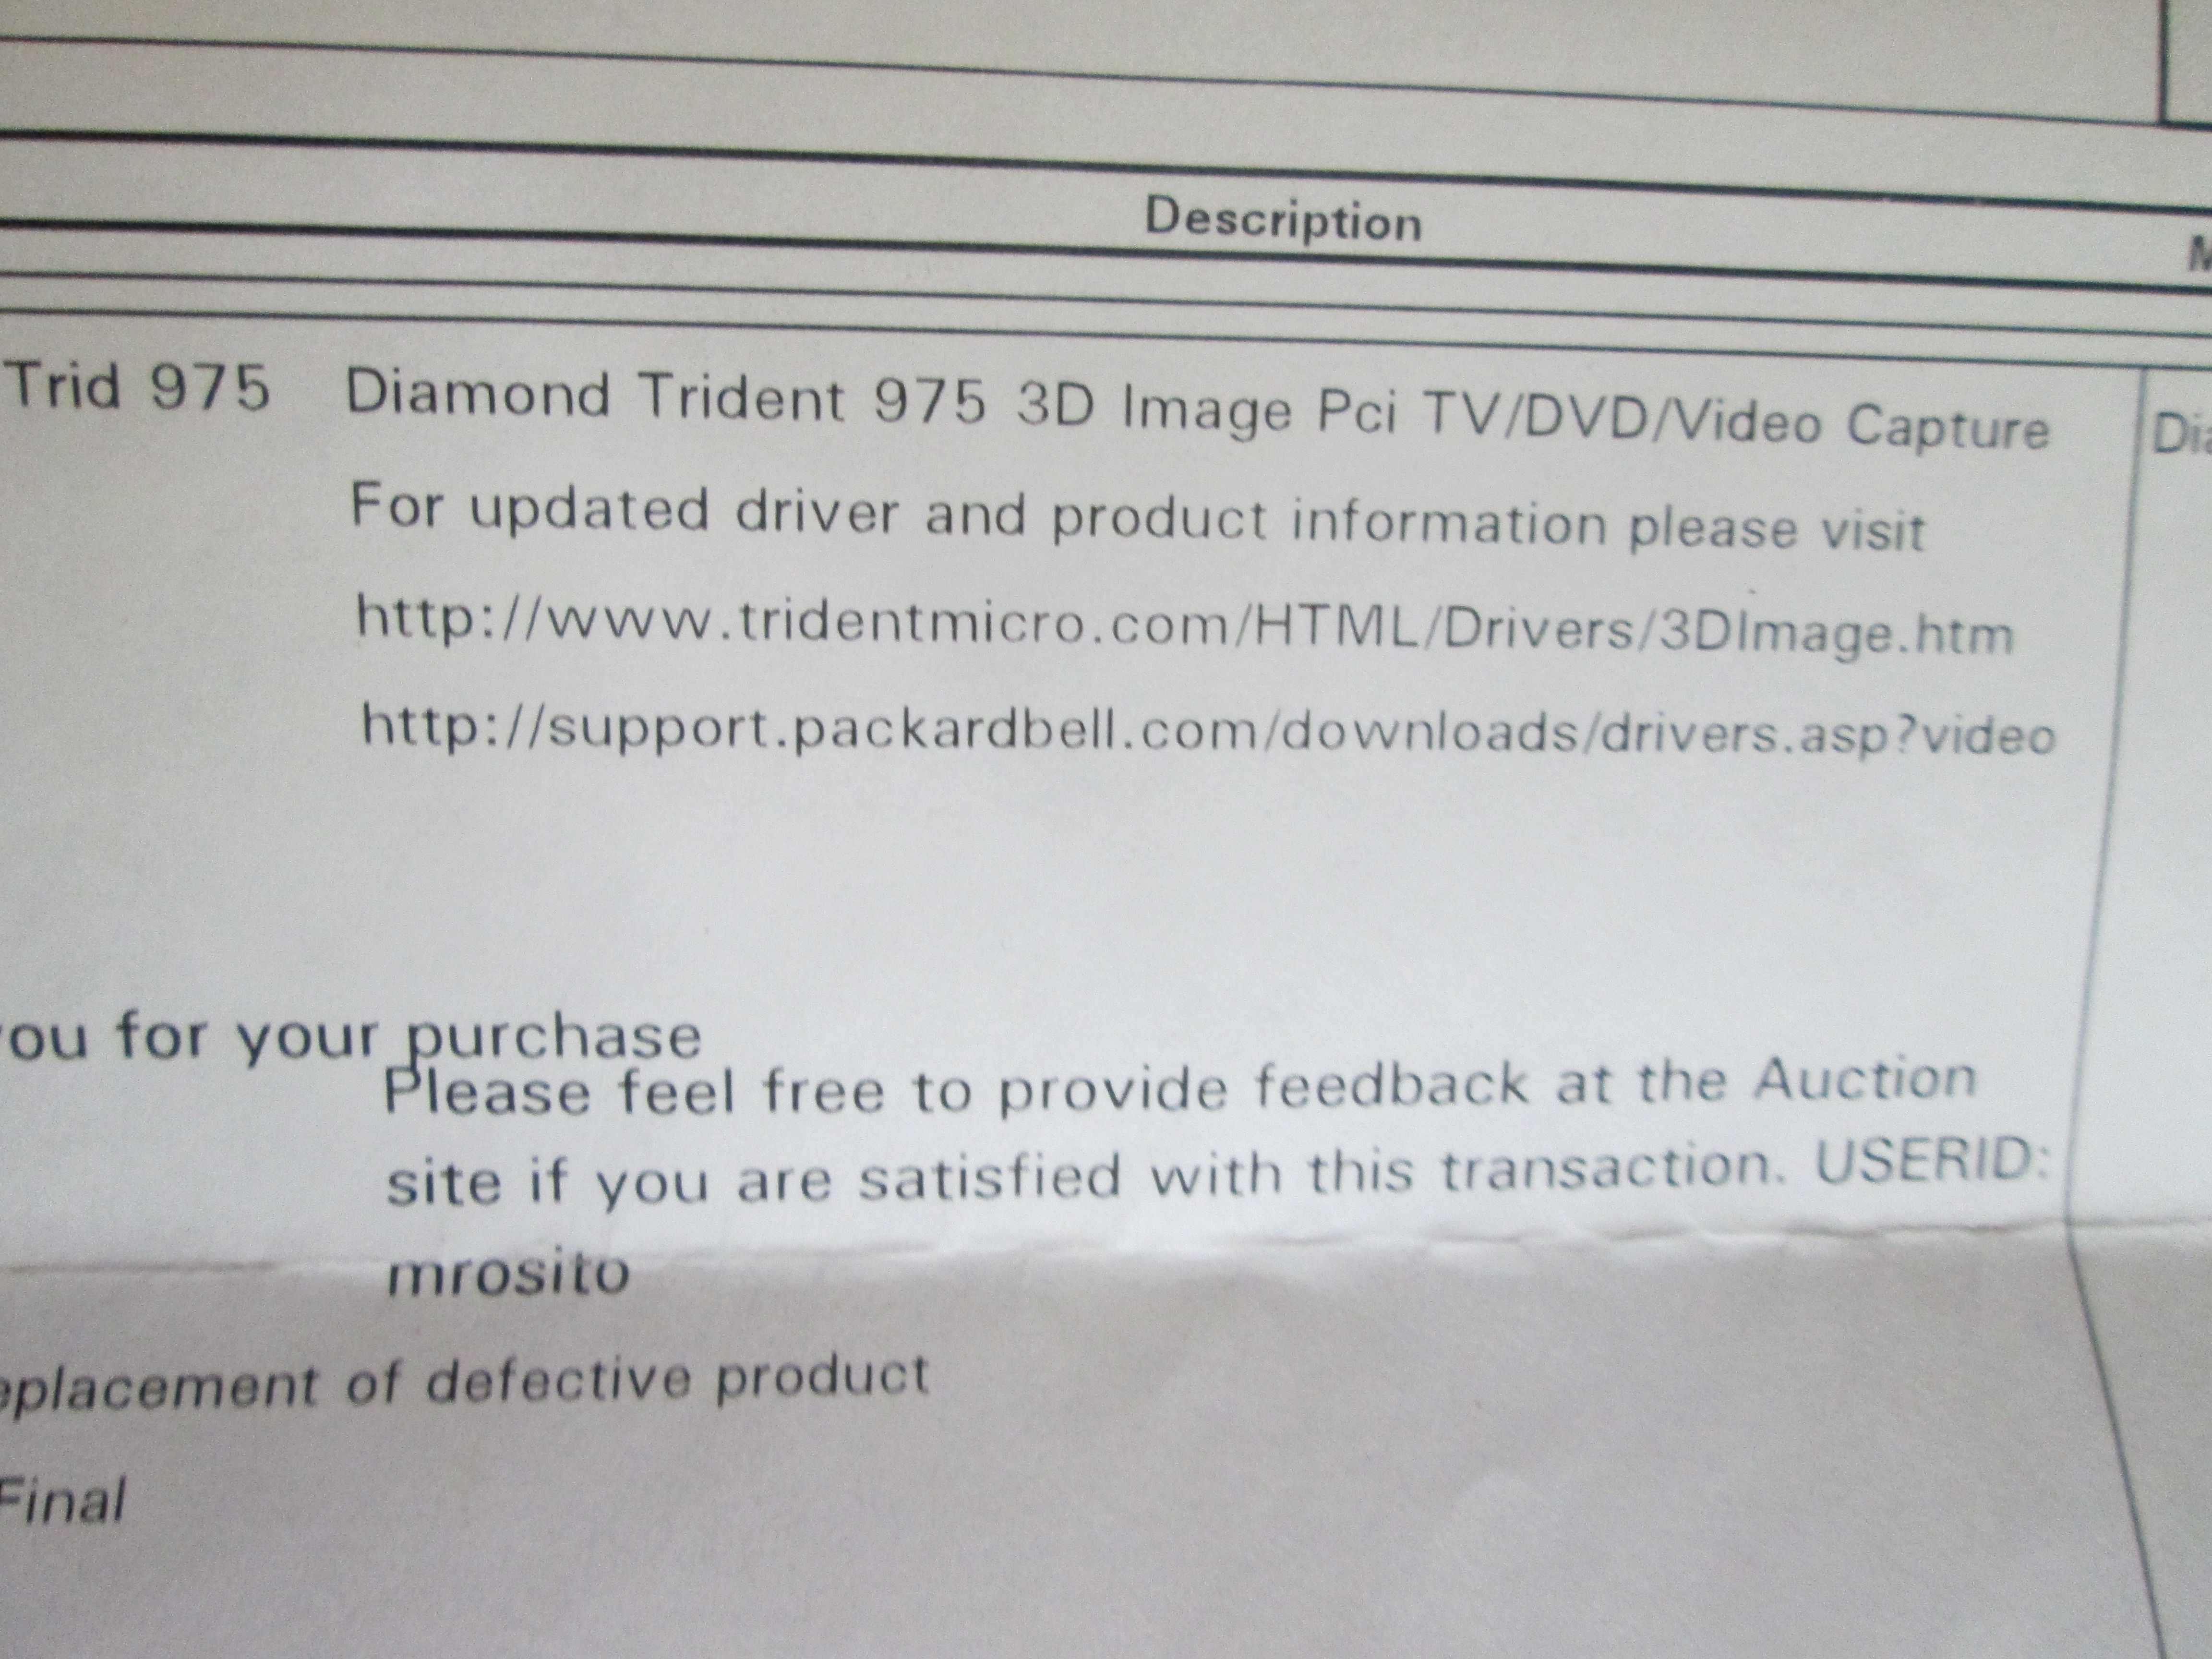 Description
Trid 975 Diamond Trident 975 3D Image Pci TV/DVD/Video Capture
For updated driver and product information please visit
http://www.tridentmicro.com/HTML/Drivers/3DImage.htm
http://support.packardbell.com/downloads/drivers.asp?video
you for your purchase
Please feel free to provide feedback at the Auction
site if you are satisfied with this transaction. USERID:
mrosito
eplacement of defective product
Final